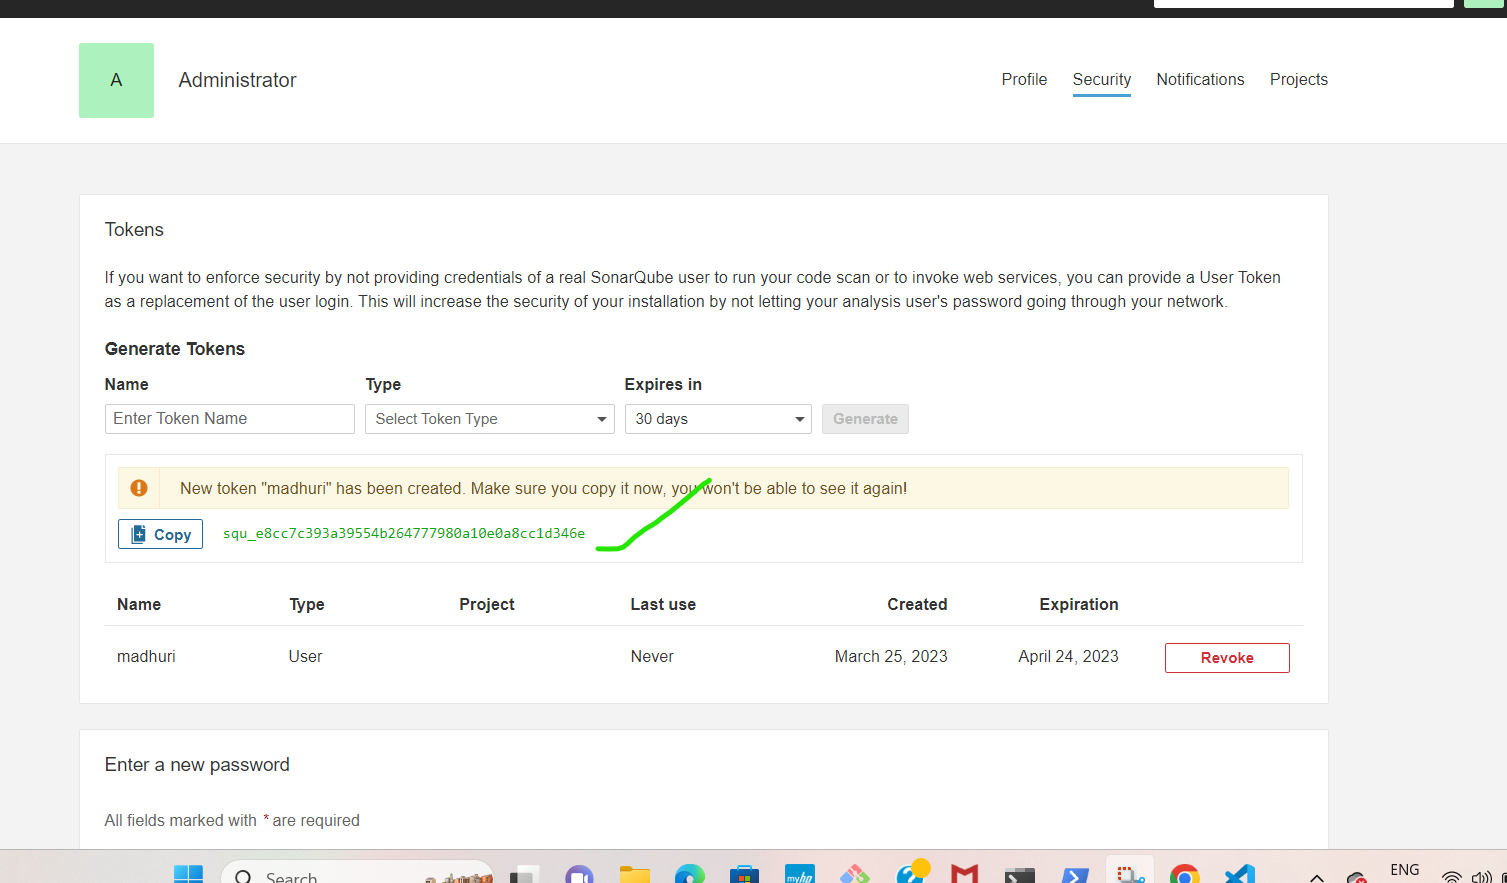 A
Administrator
Profile Security Notifications Projects
Tokens
If you want to enforce security by not providing credentials of a real SonarQube user to run your code scan or to invoke web services, you can provide a User Token
as a replacement of the user login. This will increase the security of your installation by not letting your analysis user's password going through your network.
Generate Tokens
Name Type Expires in
Enter Token Name Select Token Type 30 days Generate
New token "madhuri" has been created. Make sure you copy it now, you won't be able to see it again!
Copy squ_e8cc7c393a39554b264777980a10e0a8cc1d346e
Name Type Project Last use Created Expiration
madhuri User Never March 25, 2023 April 24, 2023 Revoke
Enter a new password
All fields marked with * are required
Search
myhp
ENG